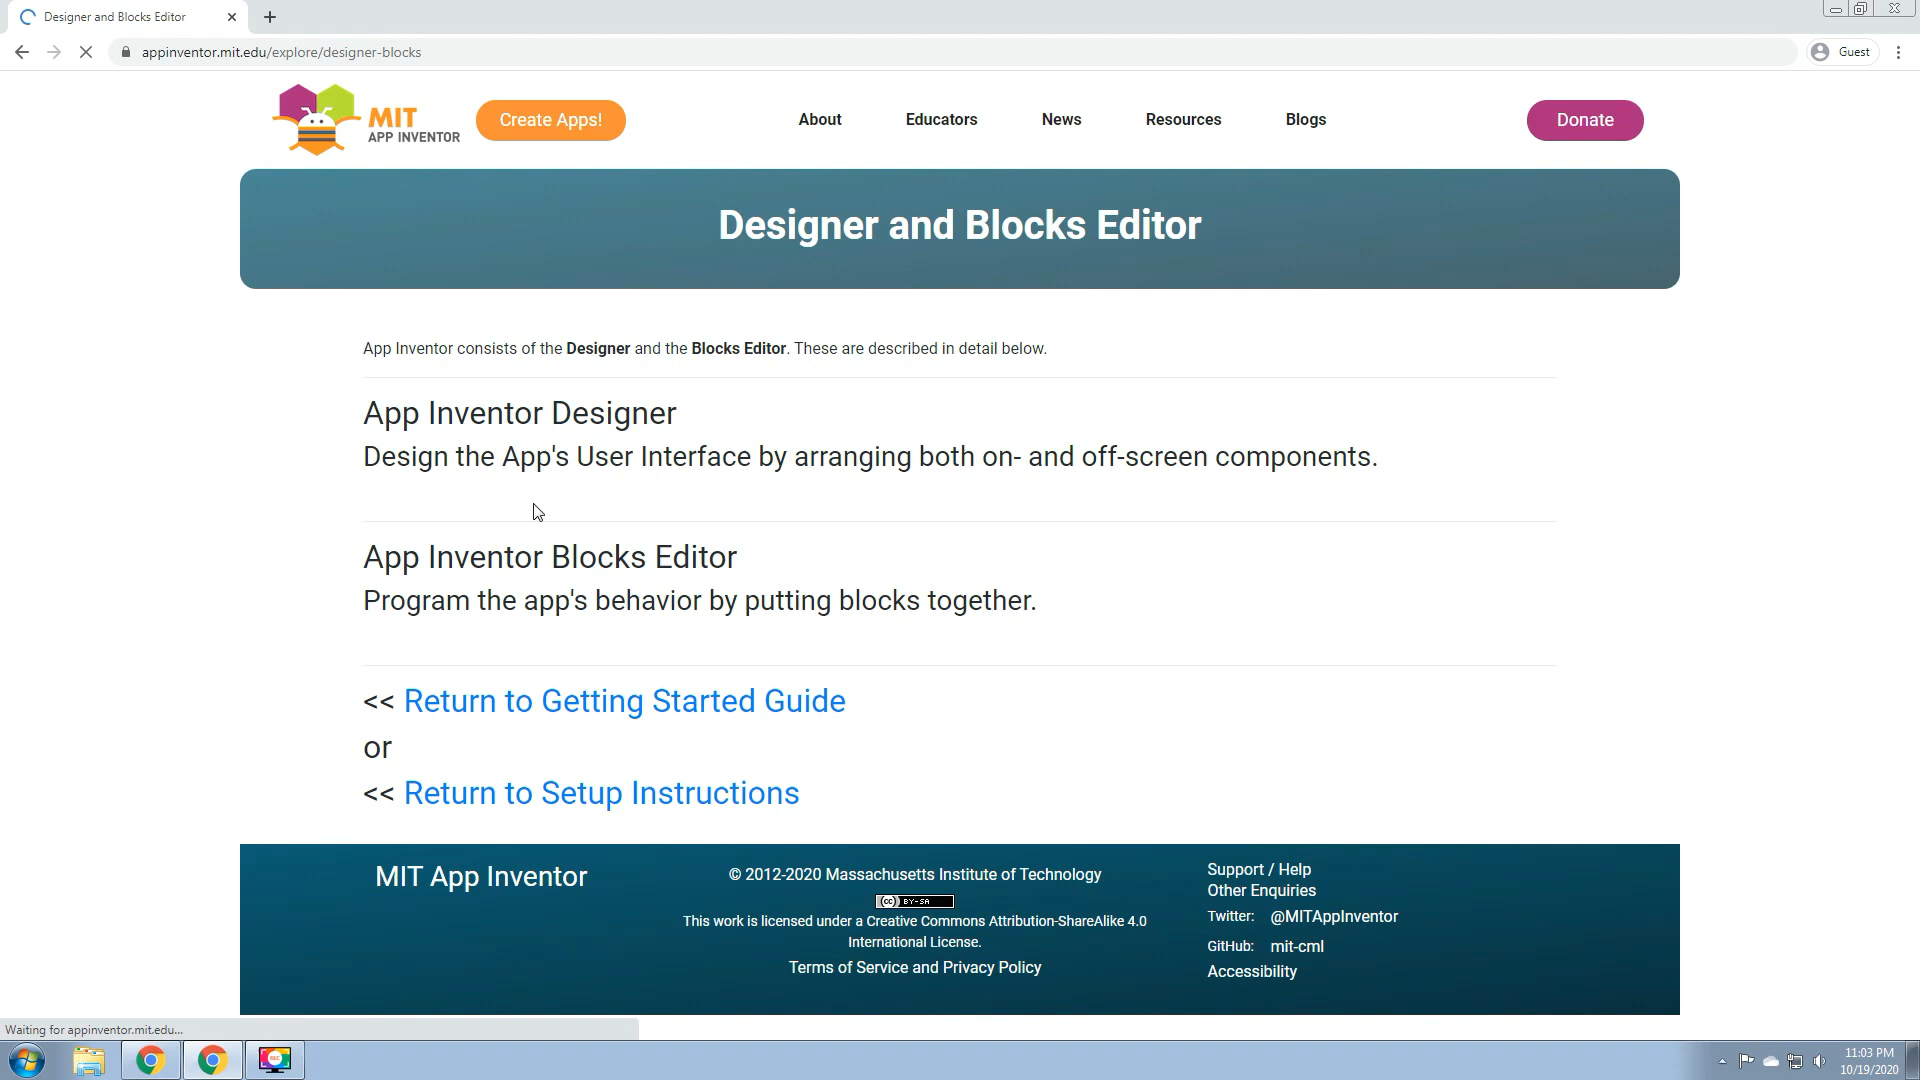 Designer and Blocks Editor
appinventor.mit.edu/explore/designer-blocks
Guest
MIT
APP INVENTOR
Create Apps!
About
Educators
News
Resources
Blogs
Donate
Designer and Blocks Editor
App Inventor consists of the Designer and the Blocks Editor. These are described in detail below.
App Inventor Designer
Design the App's User Interface by arranging both on- and off-screen components.
App Inventor Blocks Editor
Program the app's behavior by putting blocks together.
<< Return to Getting Started Guide
or
<< Return to Setup Instructions
MIT App Inventor
© 2012-2020 Massachusetts Institute of Technology
(cc) BY-SA
This work is licensed under a Creative Commons Attribution-ShareAlike 4.0
International License.
Terms of Service and Privacy Policy
Support / Help
Other Enquiries
Twitter: @MITAppInventor
GitHub: mit-cml
Accessibility
Waiting for appinventor.mit.edu...
REC
11:03 PM
10/19/2020